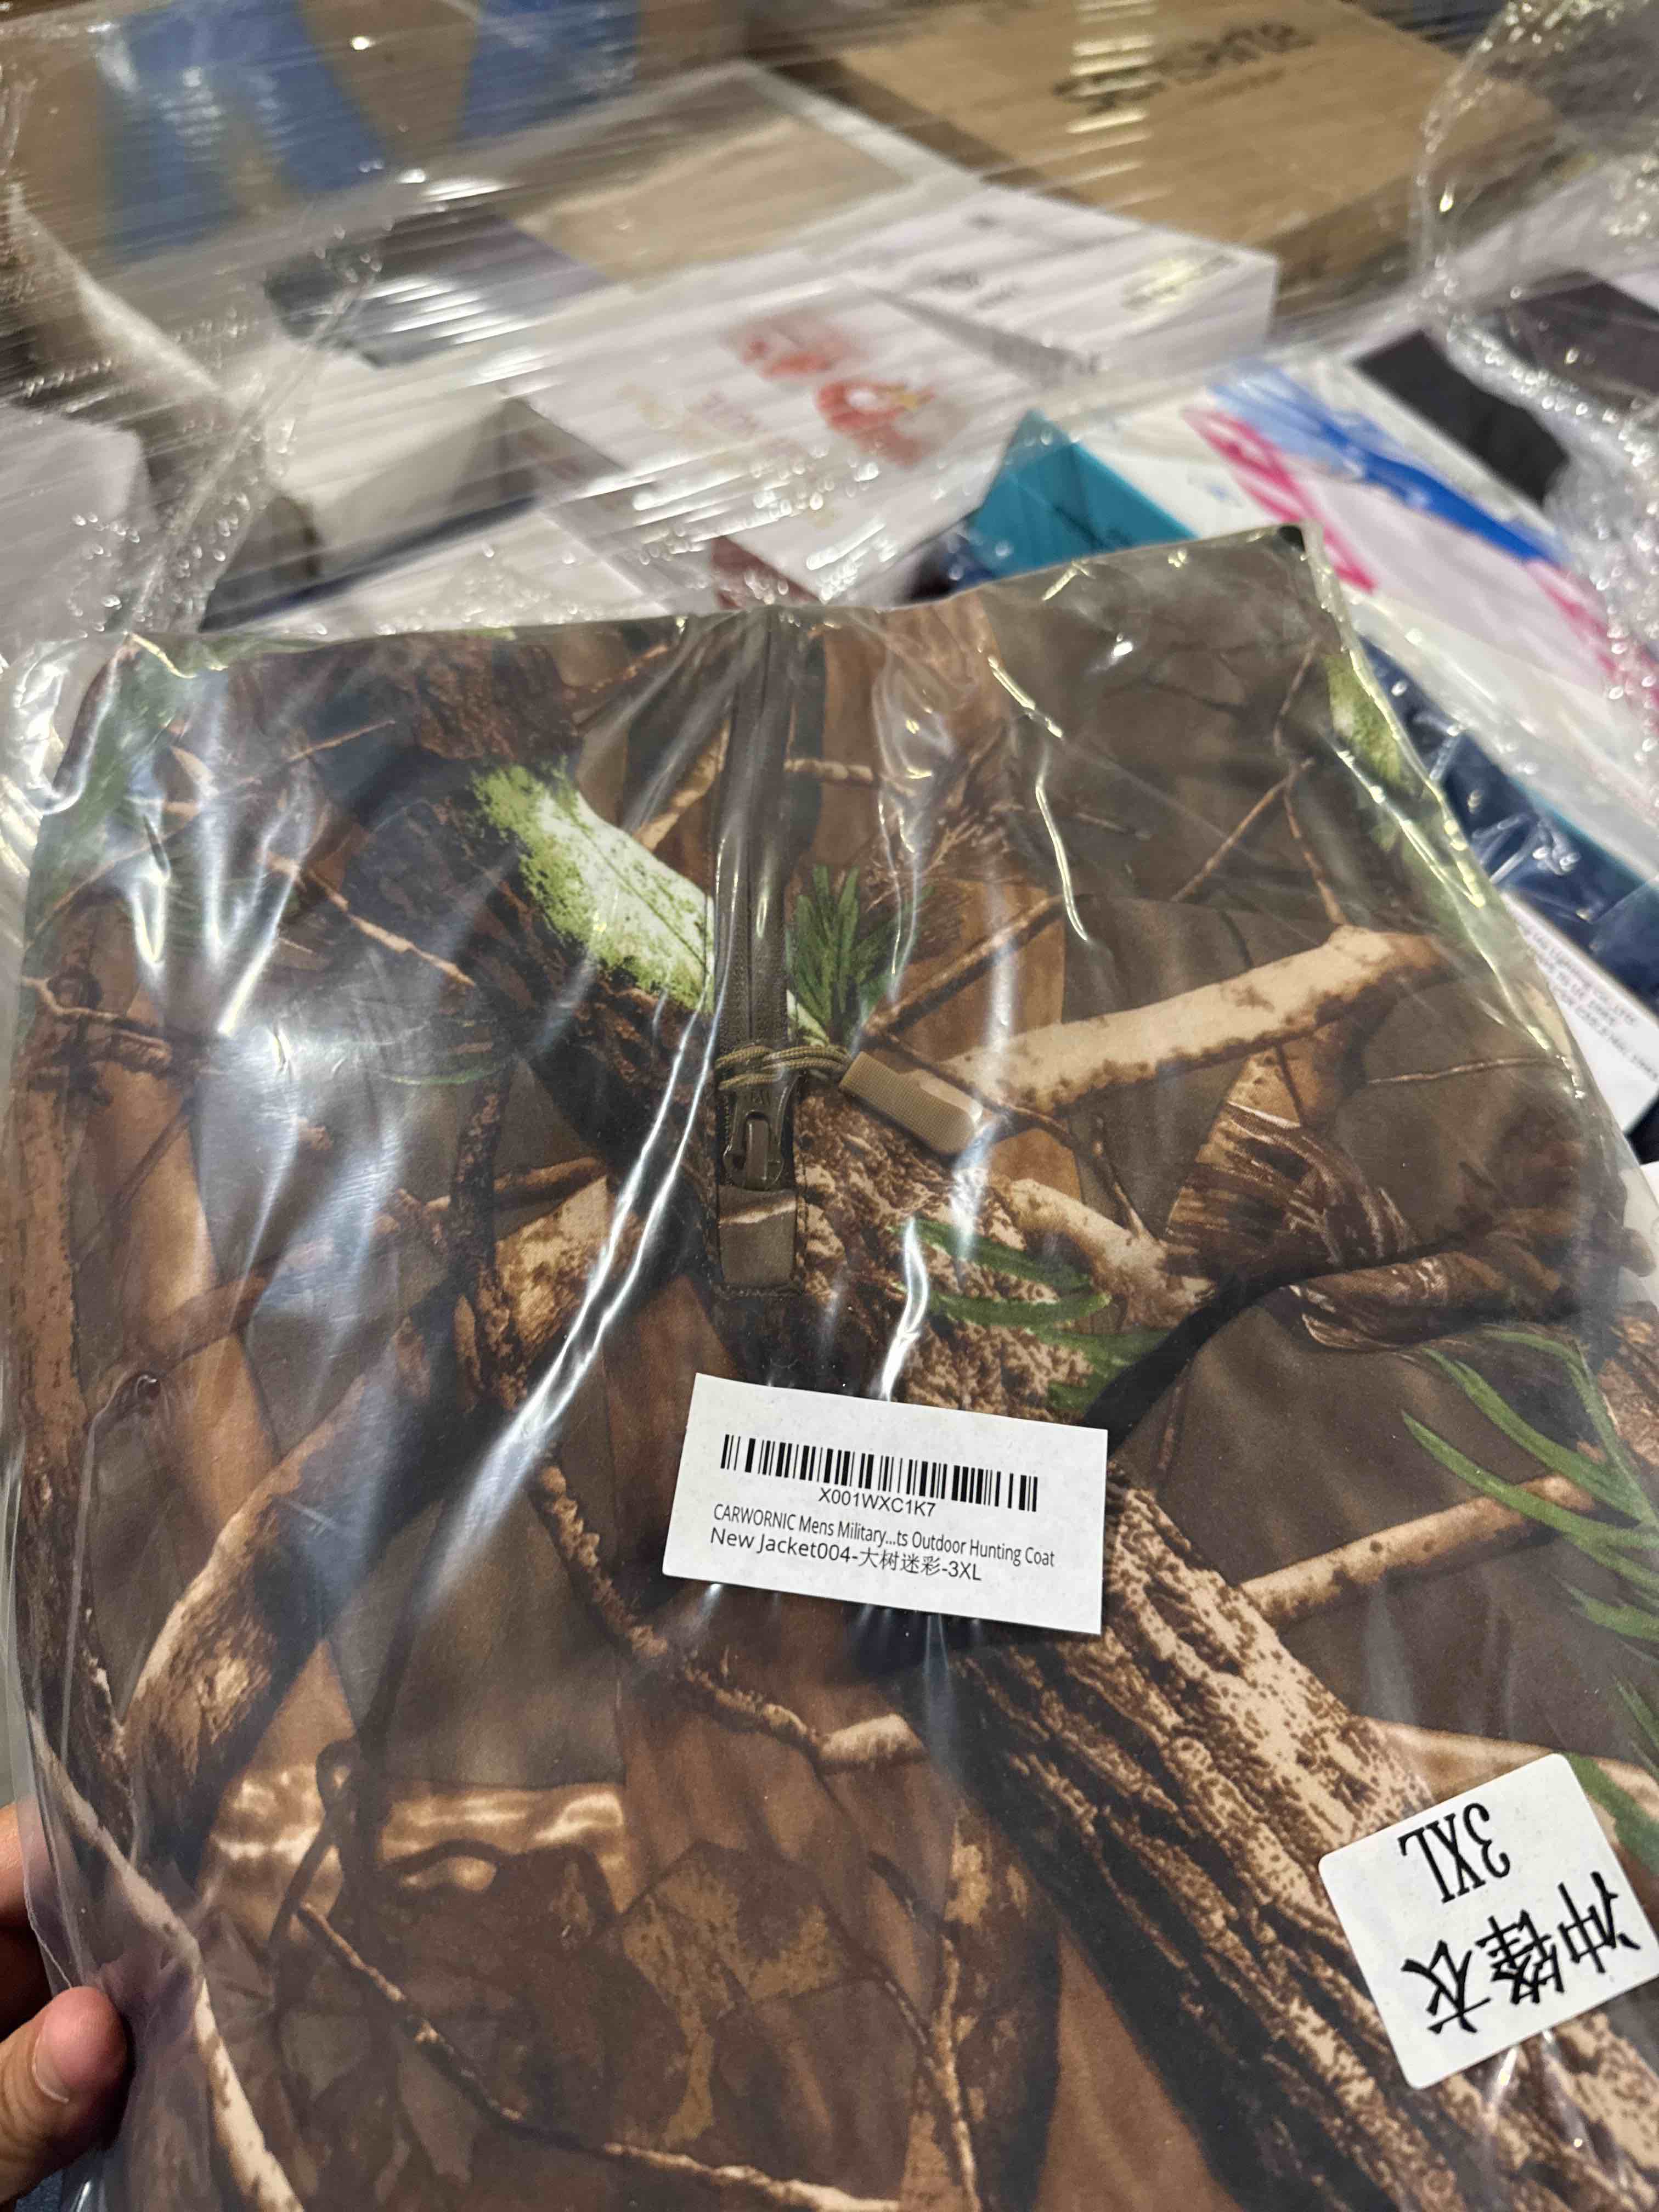 X001WXC1K7
CARWORNIC Mens Military...ts Outdoor Hunting Coat
New Jacket004-大树迷彩-3XL
冲锋衣
3XL